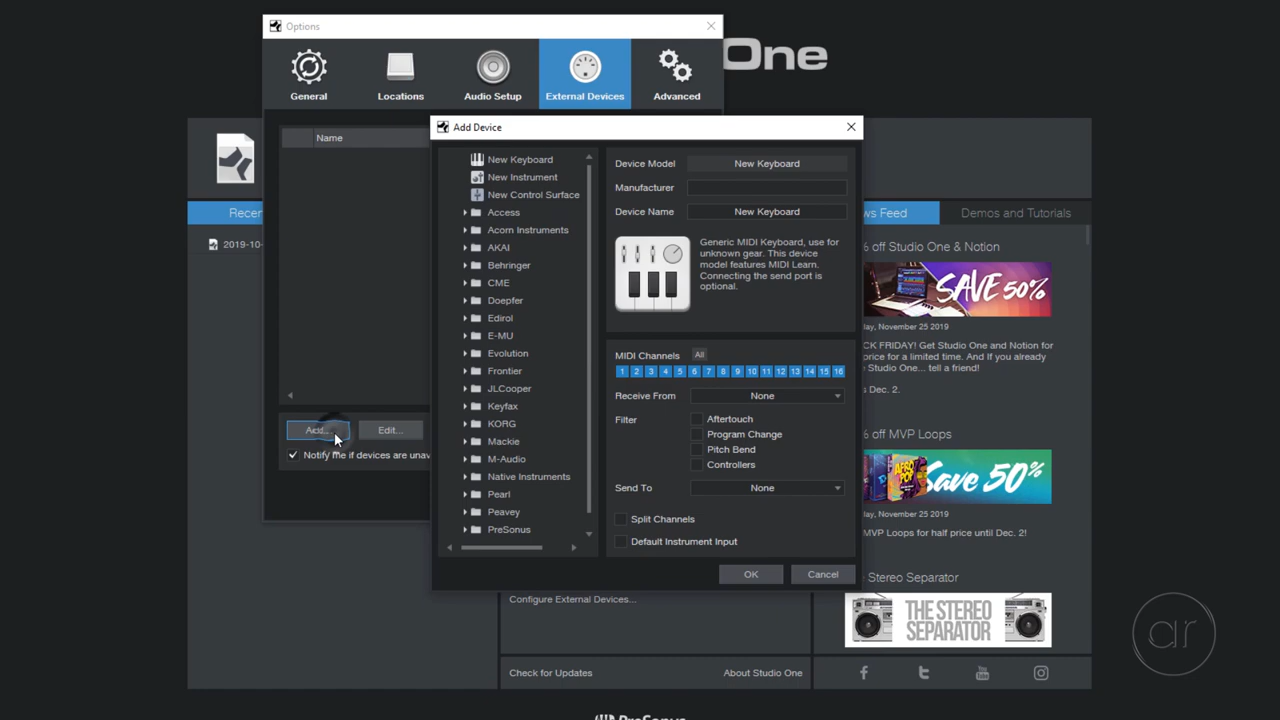 Options
One
General
Locations
Audio Setup
External Devices
Advanced
Name
Add Device
New Keyboard
New Instrument
New Control Surface
Access
Acorn Instruments
AKAI
Behringer
CME
Doepfer
Edirol
E-MU
Evolution
Frontier
JLCooper
Keyfax
KORG
Mackie
M-Audio
Native Instruments
Pearl
Peavey
PreSonus
Device Model New Keyboard
Manufacturer
Device Name New Keyboard
Generic MIDI Keyboard, use for
unknown gear. This device
model features MIDI Learn.
Connecting the send port is
optional.
MIDI Channels All
1 2 3 4 5 6 7 8 9 10 11 12 13 14 15 16
Receive From None
Filter Aftertouch
Program Change
Pitch Bend
Controllers
Send To None
Split Channels
Default Instrument Input
OK Cancel
Edit...
Notify me if devices are unav
Recen
2019-10-
ws Feed
Demos and Tutorials
% off Studio One & Notion
SAVE 50%
ay, November 25 2019
CK FRIDAY! Get Studio One and Notion for
price for a limited time. And If you already
Studio One... tell a friend!
s Dec. 2.
% off MVP Loops
AFRO
POP
Save 50%
ay, November 25 2019
MVP Loops for half price until Dec. 2!
Stereo Separator
THE STEREO
SEPARATOR
Configure External Devices...
Check for Updates
About Studio One
You
Tube
ar
PreSonus